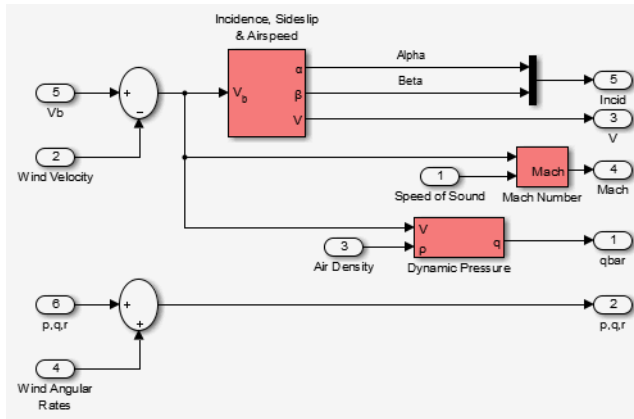 Incidence, Sideslip
& Airspeed
α
Alpha
5
Vb
+
−
Vb
β
Beta
5
Incid
V
3
V
2
Wind Velocity
1
Speed of Sound
Mach
Mach Number
4
Mach
V
ρ
q
3
Air Density
Dynamic Pressure
1
qbar
6
p,q,r
+
+
2
p,q,r
4
Wind Angular
Rates